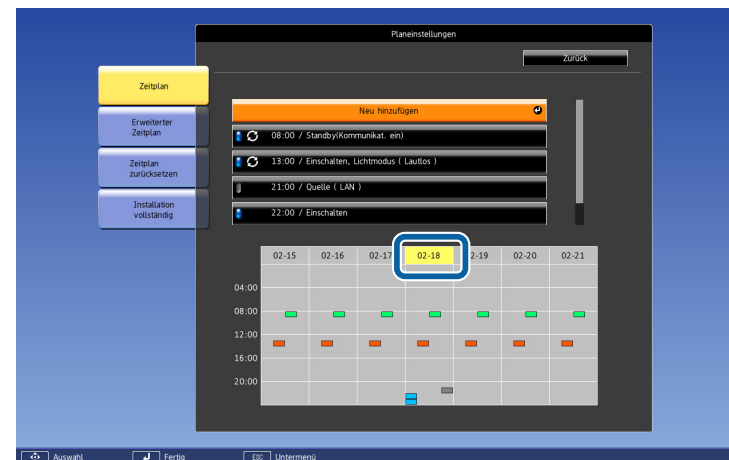 Planeinstellungen
Zurück
Zeitplan
Erweiterter
Zeitplan
Zeitplan
zurücksetzen
Installation
vollständig
Neu hinzufügen
08:00 / Standby(Kommunikat. ein)
13:00 / Einschalten, Lichtmodus ( Lautlos )
21:00 / Quelle ( LAN )
22:00 / Einschalten
02-15 02-16 02-17 02-18 02-19 02-20 02-21
04:00
08:00
12:00
16:00
20:00
Auswahl Fertig ESC Untermenü